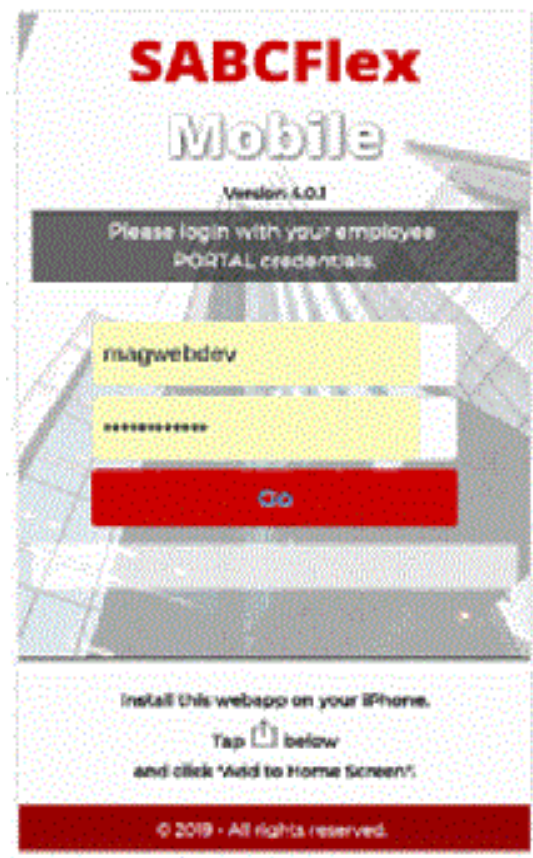 SABCFlex
Mobile
Version 4.0.1
Please login with your employee
PORTAL credentials.
magwebdev
••••••••••••
Go
Install this webapp on your iPhone.
Tap below
and click "Add to Home Screen".
© 2019 - All rights reserved.